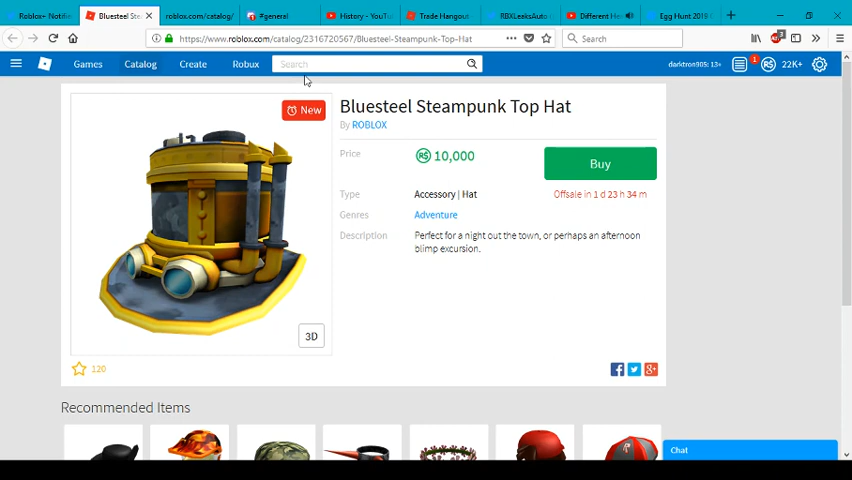 Roblox+ Notifi
Bluesteel Ste
roblox.com/catalog/
#general
History - YouTu
Trade Hangout
RBXLeaksAuto (
Different He
Egg Hunt 2019
https://www.roblox.com/catalog/2316720567/Bluesteel-Steampunk-Top-Hat
Search
Games
Catalog
Create
Robux
Search
darktron905: 13+
1
22K+
New
Bluesteel Steampunk Top Hat
By ROBLOX
Price
R$ 10,000
Buy
Type
Accessory | Hat
Offsale in 1 d 23 h 34 m
Genres
Adventure
Description
Perfect for a night out the town, or perhaps an afternoon
blimp excursion.
3D
120
Recommended Items
Chat